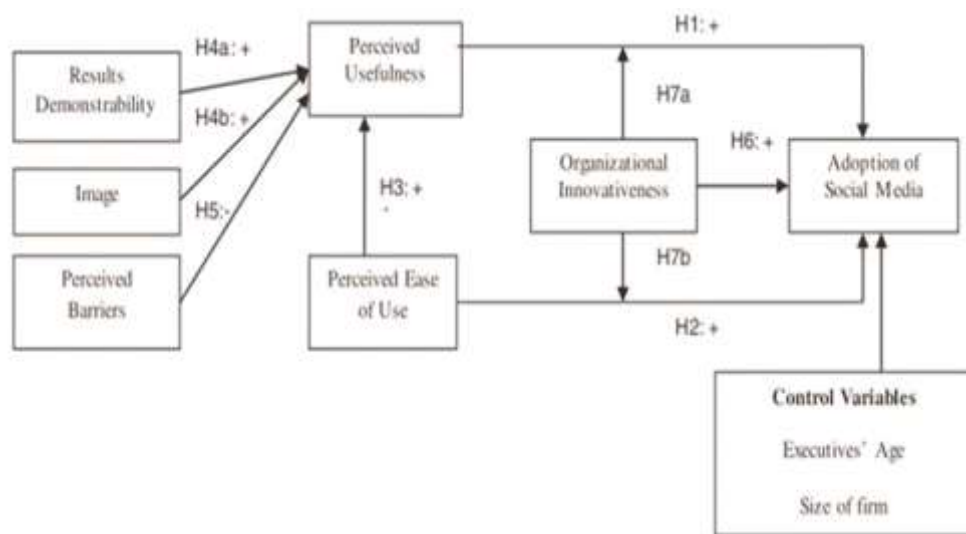 H4a: +
Results
Demonstrability
H4b: +
Image
H5:-
Perceived
Barriers
Perceived
Usefulness
H3: +
-
Perceived Ease
of Use
H1: +
H7a
Organizational
Innovativeness
H6: +
H7b
H2: +
Adoption of
Social Media
Control Variables
Executives' Age
Size of firm